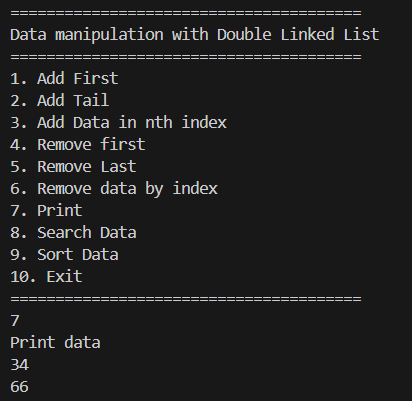 =======================================
Data manipulation with Double Linked List
=======================================
1. Add First
2. Add Tail
3. Add Data in nth index
4. Remove first
5. Remove Last
6. Remove data by index
7. Print
8. Search Data
9. Sort Data
10. Exit
=======================================
7
Print data
34
66